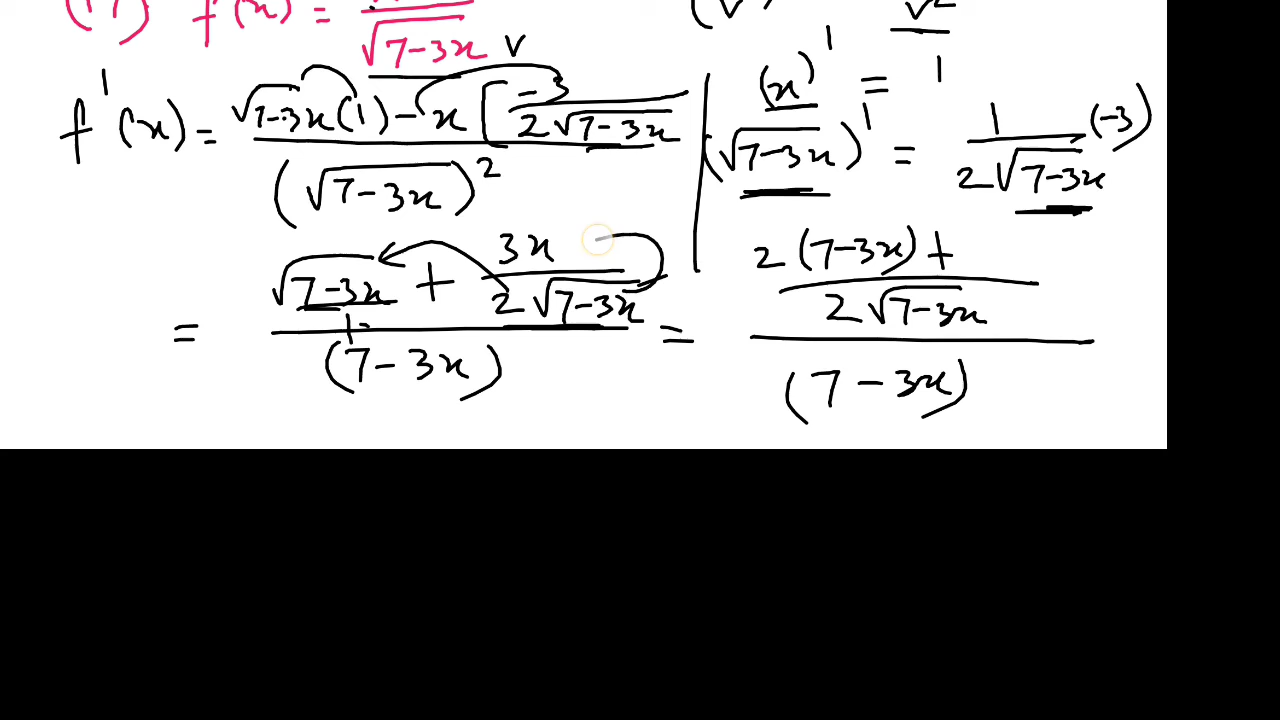 (17) f(x) = x / √(7-3x)
f'(x) = [√(7-3x) (1) - x [-3 / 2√(7-3x)]] / (√(7-3x))²
(x)' = 1
(√(7-3x))' = 1 / 2√(7-3x) (-3)
= [√(7-3x) + 3x / 2√(7-3x)] / (7-3x) = [2(7-3x) + / 2√(7-3x)] / (7-3x)